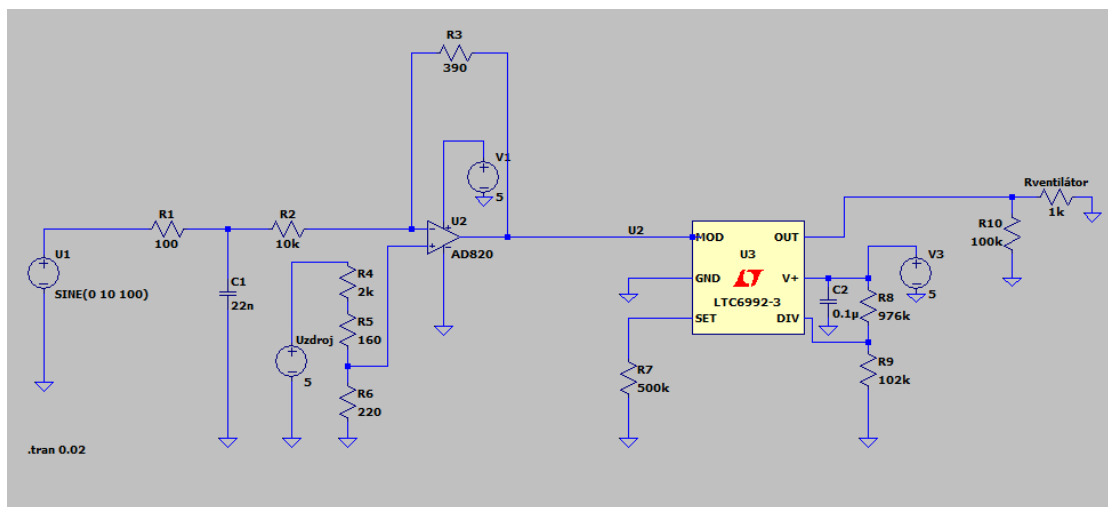 R3
390
V1
5
U2
AD820
R1
100
R2
10k
U1
SINE(0 10 100)
C1
22n
R4
2k
R5
160
Uzdroj
5
R6
220
.tran 0.02
U2
MOD
OUT
U3
GND
V+
LTC6992-3
SET
DIV
R7
500k
C2
0.1µ
R8
976k
V3
5
R9
102k
R10
100k
Rventilátor
1k